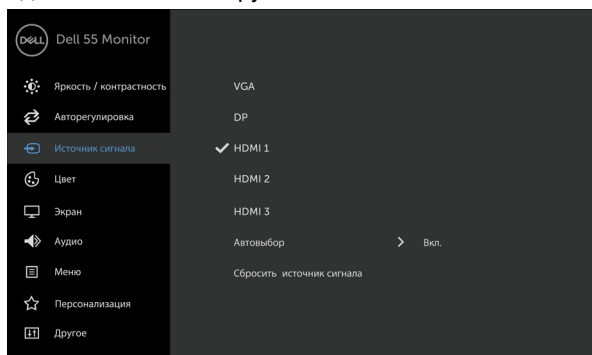 DELL Dell 55 Monitor
Яркость / контрастность
Авторегулировка
Источник сигнала
Цвет
Экран
Аудио
Меню
Персонализация
Другое
VGA
DP
HDMI 1
HDMI 2
HDMI 3
Автовыбор Вкл.
Сбросить источник сигнала